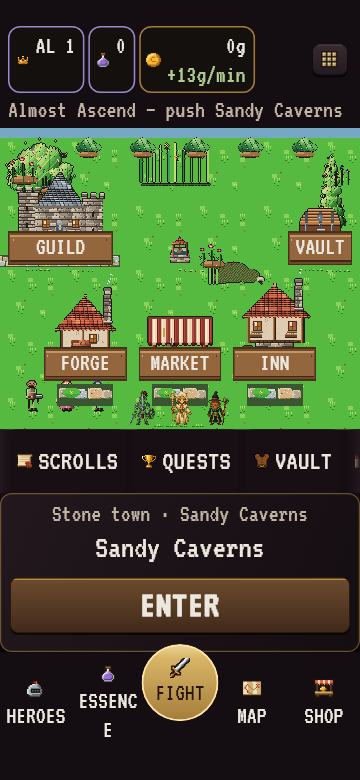 AL 1
0
0g
+13g/min
Almost Ascend – push Sandy Caverns
GUILD
VAULT
FORGE
MARKET
INN
SCROLLS
QUESTS
VAULT
Stone town · Sandy Caverns
Sandy Caverns
ENTER
HEROES
ESSENC
E
FIGHT
MAP
SHOP